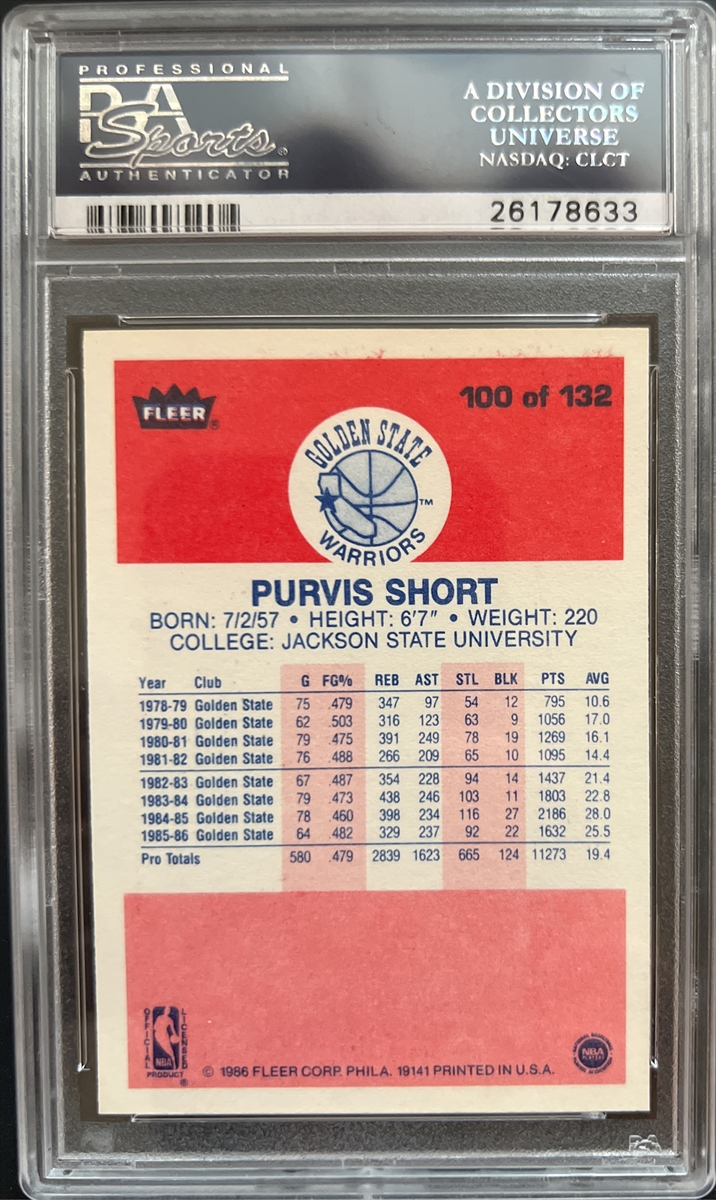 PROFESSIONAL
PSA
Sports®
AUTHENTICATOR
A DIVISION OF
COLLECTORS
UNIVERSE
NASDAQ: CLCT
26178633
FLEER®
100 of 132
GOLDEN STATE
WARRIORS
TM
PURVIS SHORT
BORN: 7/2/57 • HEIGHT: 6'7" • WEIGHT: 220
COLLEGE: JACKSON STATE UNIVERSITY
Year Club G FG% REB AST STL BLK PTS AVG
1978-79 Golden State 75 .479 347 97 54 12 795 10.6
1979-80 Golden State 62 .503 316 123 63 9 1056 17.0
1980-81 Golden State 79 .475 391 249 78 19 1269 16.1
1981-82 Golden State 76 .488 266 209 65 10 1095 14.4
1982-83 Golden State 67 .487 354 228 94 14 1437 21.4
1983-84 Golden State 79 .473 438 246 103 11 1803 22.8
1984-85 Golden State 78 .460 398 234 116 27 2186 28.0
1985-86 Golden State 64 .482 329 237 92 22 1632 25.5
Pro Totals 580 .479 2839 1623 665 124 11273 19.4
OFFICIAL LICENSED
NBA
PRODUCT ®
© 1986 FLEER CORP. PHILA. 19141 PRINTED IN U.S.A.
NBA
PLAYERS
PSA